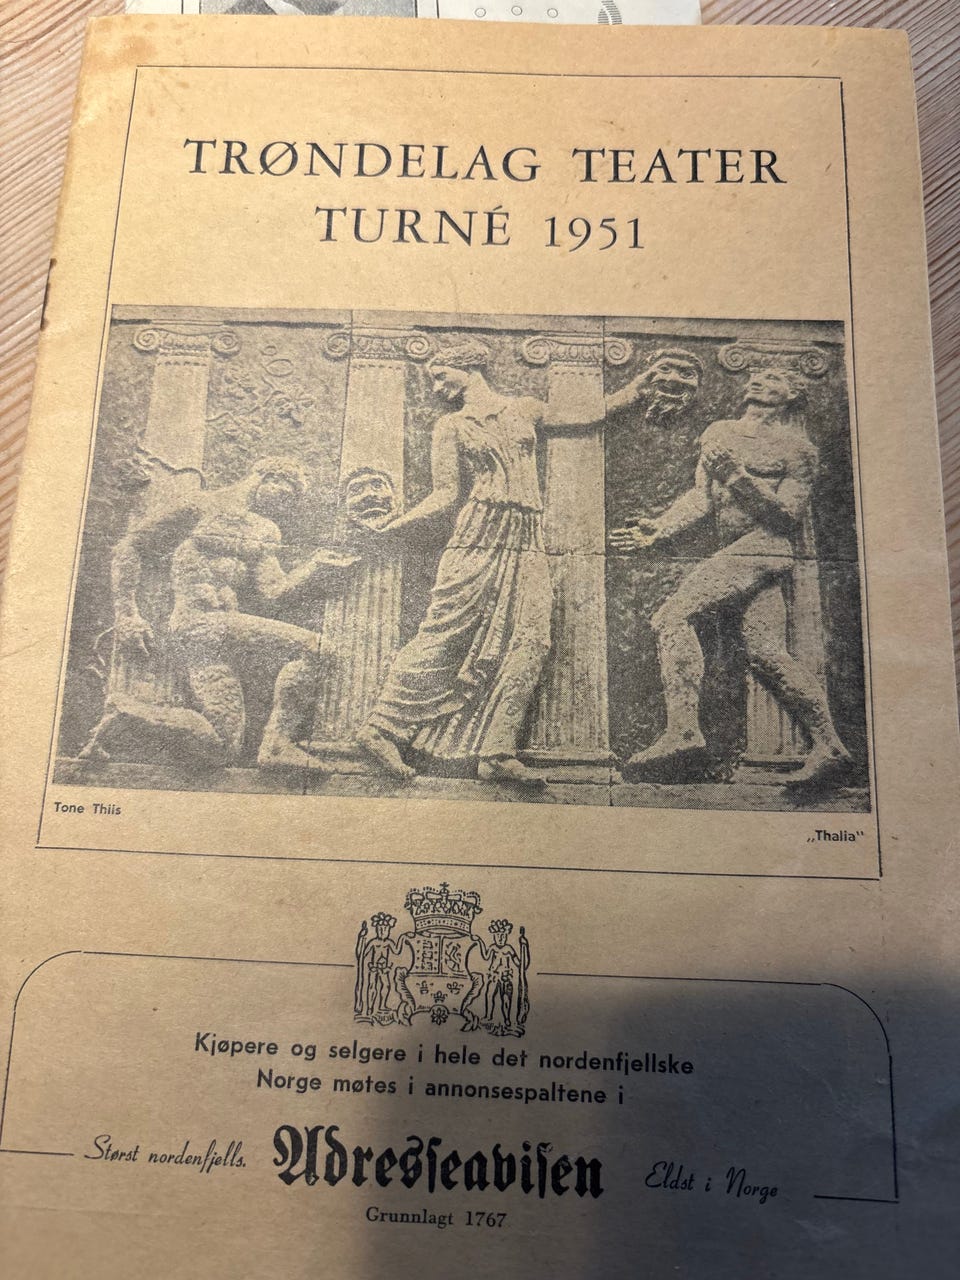 TRØNDELAG TEATER
TURNÉ 1951
Tone Thiis
„Thalia"
Kjøpere og selgere i hele det nordenfjellske
Norge møtes i annonsespaltene i
Størst nordenfjells.
Adresseavisen
Eldst i Norge
Grunnlagt 1767